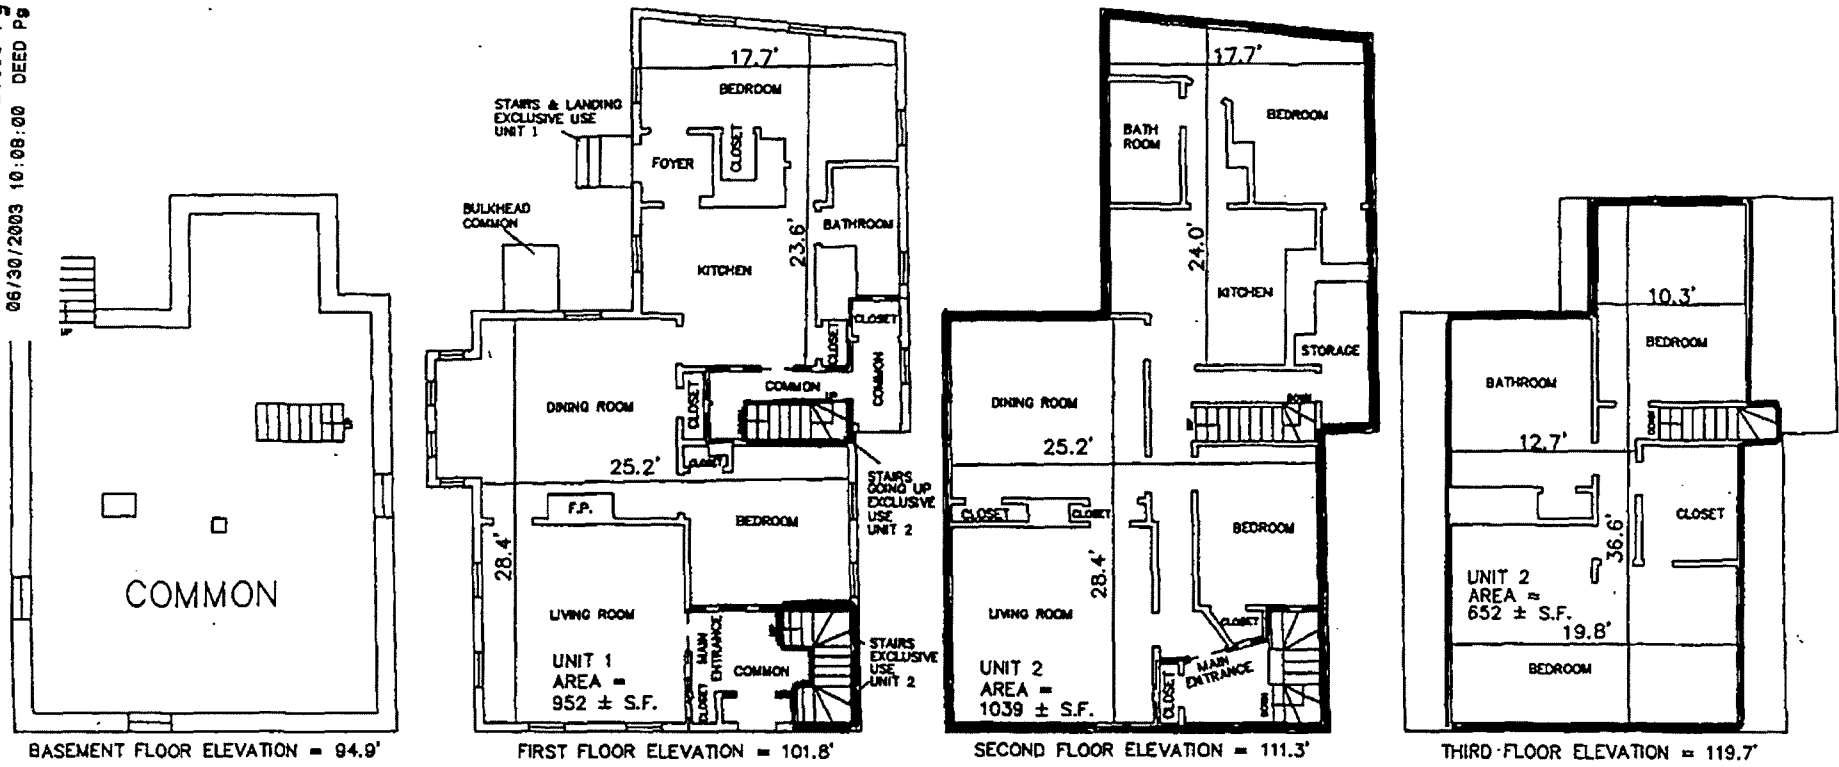 06/30/2003 10:08:00 DEED Pg
UP
UP
COMMON
BASEMENT FLOOR ELEVATION = 94.9'
17.7'
BEDROOM
STAIRS & LANDING
EXCLUSIVE USE
UNIT 1
FOYER
CLOSET
BULKHEAD
COMMON
BATHROOM
23.6'
KITCHEN
CLOSET
CLOSET
COMMON
COMMON
UP
CLOSET
DINING ROOM
CLOSET
25.2'
STAIRS
GOING UP
EXCLUSIVE
USE
UNIT 2
F.P.
BEDROOM
28.4'
LIVING ROOM
MAIN
ENTRANCE
UP
UNIT 1
AREA =
952 ± S.F.
COMMON
CLOSET
STAIRS
EXCLUSIVE
USE
UNIT 2
FIRST FLOOR ELEVATION = 101.8'
17.7'
BEDROOM
BATH
ROOM
24.0'
KITCHEN
STORAGE
DINING ROOM
DOWN
UP
25.2'
CLOSET
CLOSET
BEDROOM
28.4'
LIVING ROOM
CLOSET
MAIN
ENTRANCE
UNIT 2
AREA =
1039 ± S.F.
CLOSET
DOWN
SECOND FLOOR ELEVATION = 111.3'
10.3'
BEDROOM
BATHROOM
DOWN
12.7'
CLOSET
36.6'
UNIT 2
AREA =
652 ± S.F.
19.8'
BEDROOM
THIRD FLOOR ELEVATION = 119.7'